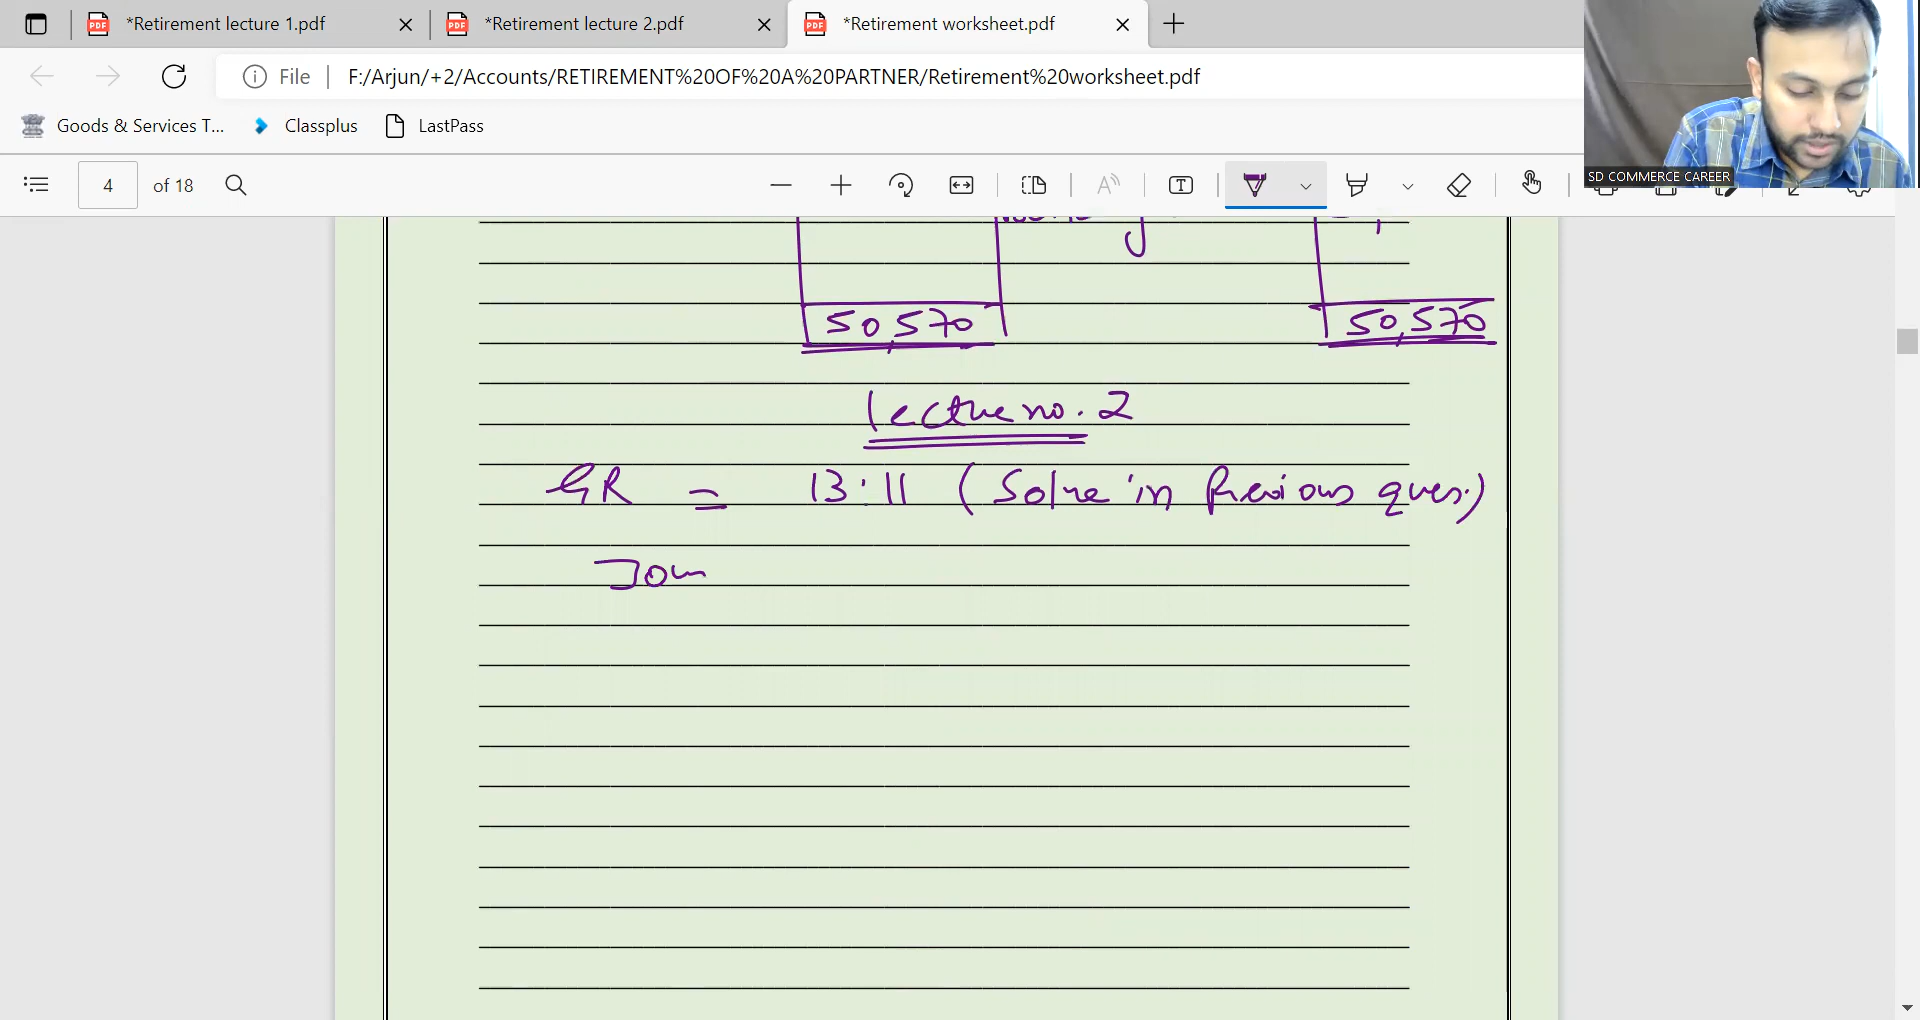 *Retirement lecture 1.pdf
*Retirement lecture 2.pdf
*Retirement worksheet.pdf
File | F:/Arjun/+2/Accounts/RETIREMENT%20OF%20A%20PARTNER/Retirement%20worksheet.pdf
Goods & Services T...
Classplus
LastPass
4 of 18
SD COMMERCE CAREER
50,570
50,570
lecture no. 2
GR = 13:11 (Solve in Previous ques.)
Jour